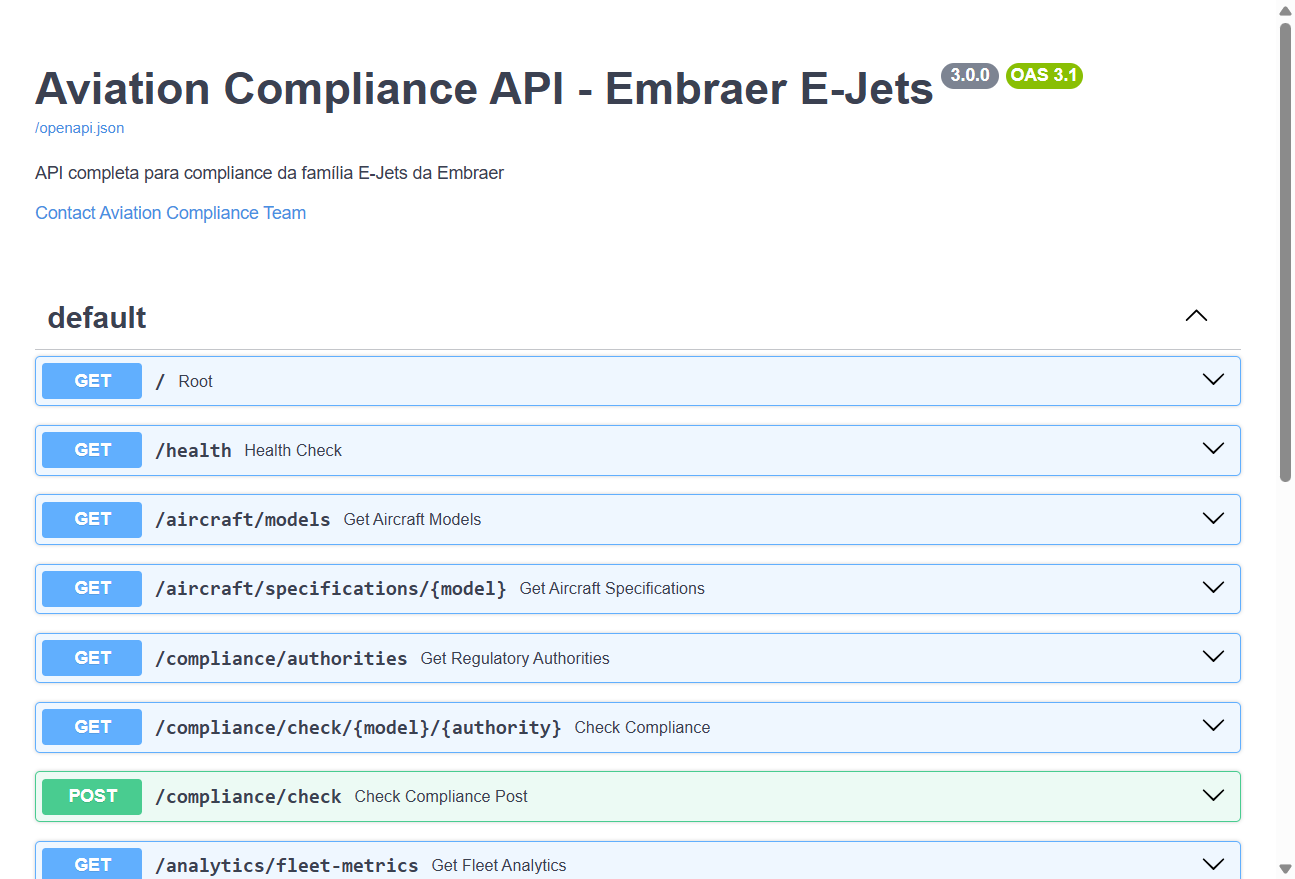 Aviation Compliance API - Embraer E-Jets 3.0.0 OAS 3.1
/openapi.json
API completa para compliance da família E-Jets da Embraer
Contact Aviation Compliance Team
default
GET / Root
GET /health Health Check
GET /aircraft/models Get Aircraft Models
GET /aircraft/specifications/{model} Get Aircraft Specifications
GET /compliance/authorities Get Regulatory Authorities
GET /compliance/check/{model}/{authority} Check Compliance
POST /compliance/check Check Compliance Post
GET /analytics/fleet-metrics Get Fleet Analytics